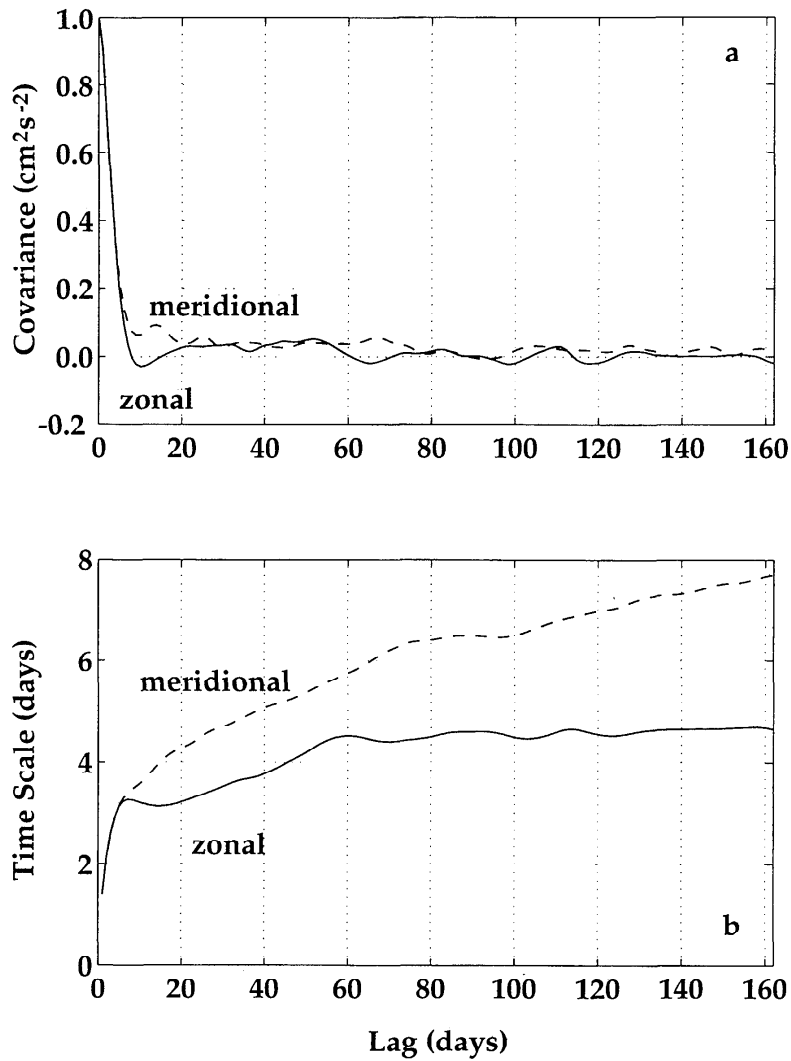 a
Covariance (cm²s⁻²)
1.0
0.8
0.6
0.4
0.2
0.0
-0.2
meridional
zonal
0 20 40 60 80 100 120 140 160
b
Time Scale (days)
8
6
4
2
0
meridional
zonal
0 20 40 60 80 100 120 140 160
Lag (days)